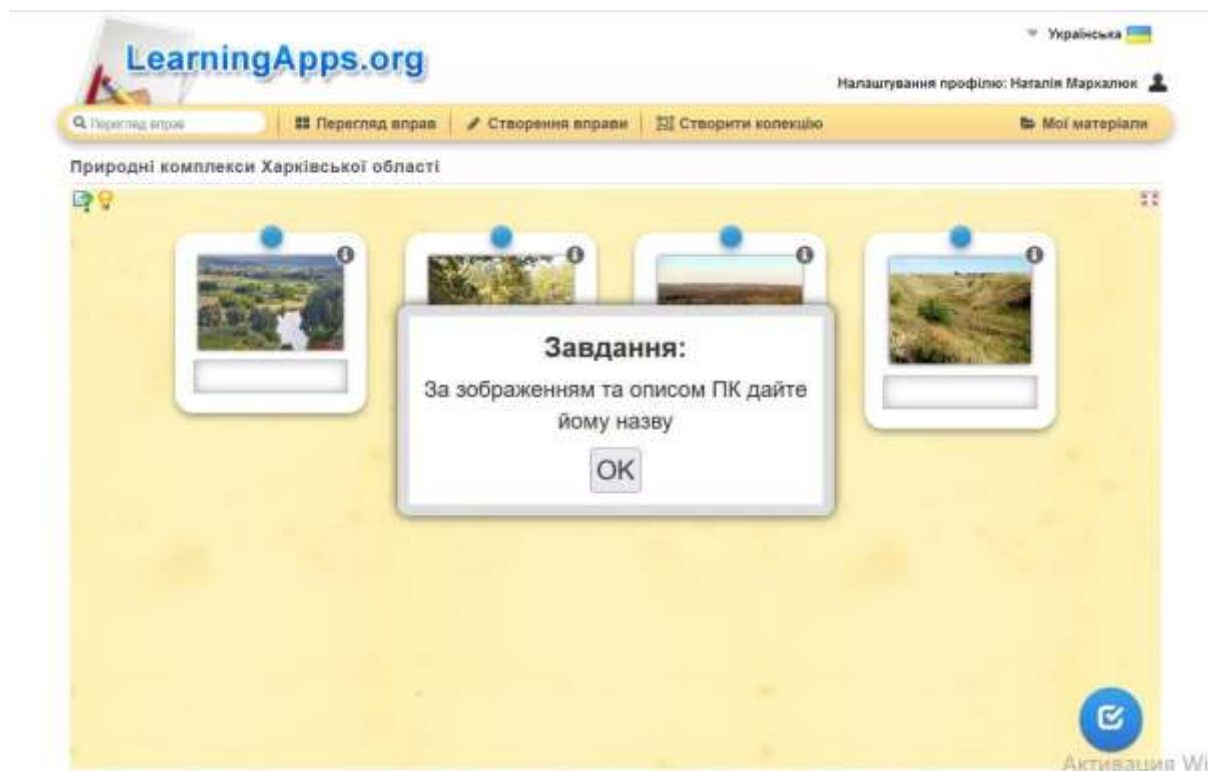 Українська
LearningApps.org
Налаштування профілю: Наталія Мархалюк
Перегляд вправ
Перегляд вправ
Створення вправи
Створити колекцію
Мої матеріали
Природні комплекси Харківської області
Завдання:
За зображенням та описом ПК дайте
йому назву
OK
Активация Wi